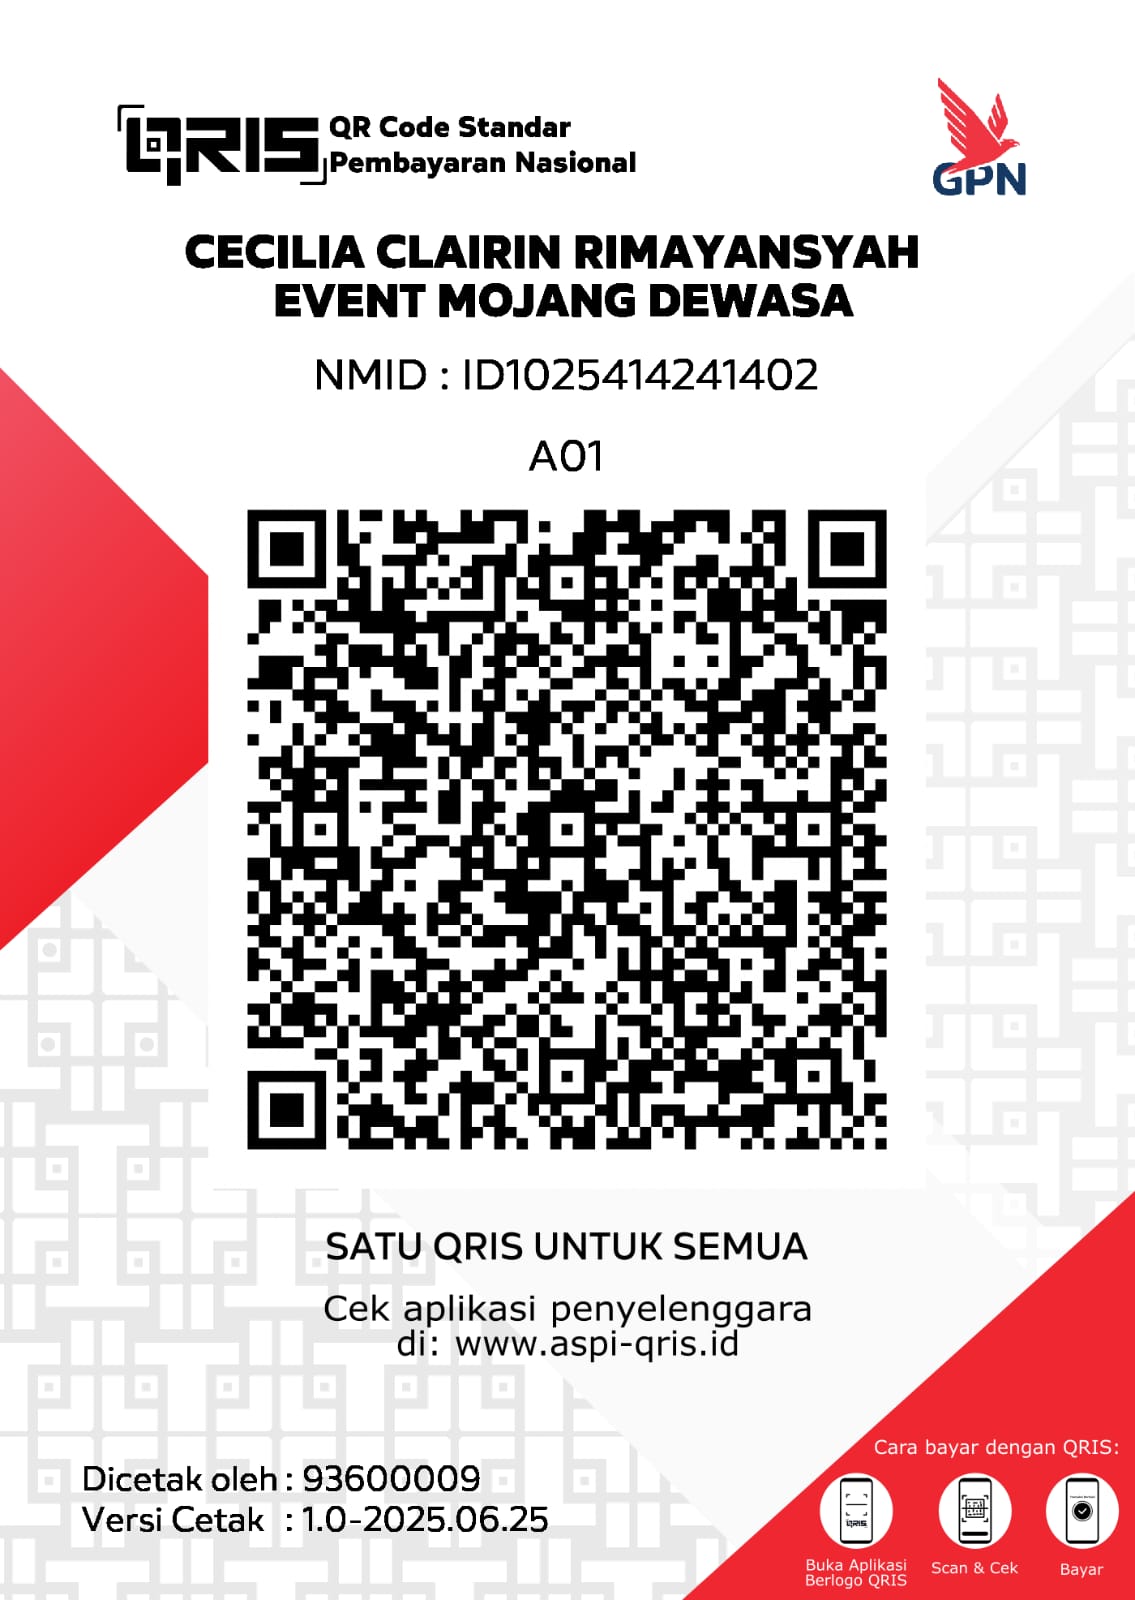 QRIS
QR Code Standar
Pembayaran Nasional
GPN
CECILIA CLAIRIN RIMAYANSYAH
EVENT MOJANG DEWASA
NMID : ID1025414241402
A01
SATU QRIS UNTUK SEMUA
Cek aplikasi penyelenggara
di: www.aspi-qris.id
Dicetak oleh : 93600009
Versi Cetak : 1.0-2025.06.25
Cara bayar dengan QRIS:
QRIS
Buka Aplikasi
Berlogo QRIS
Scan & Cek
Bayar